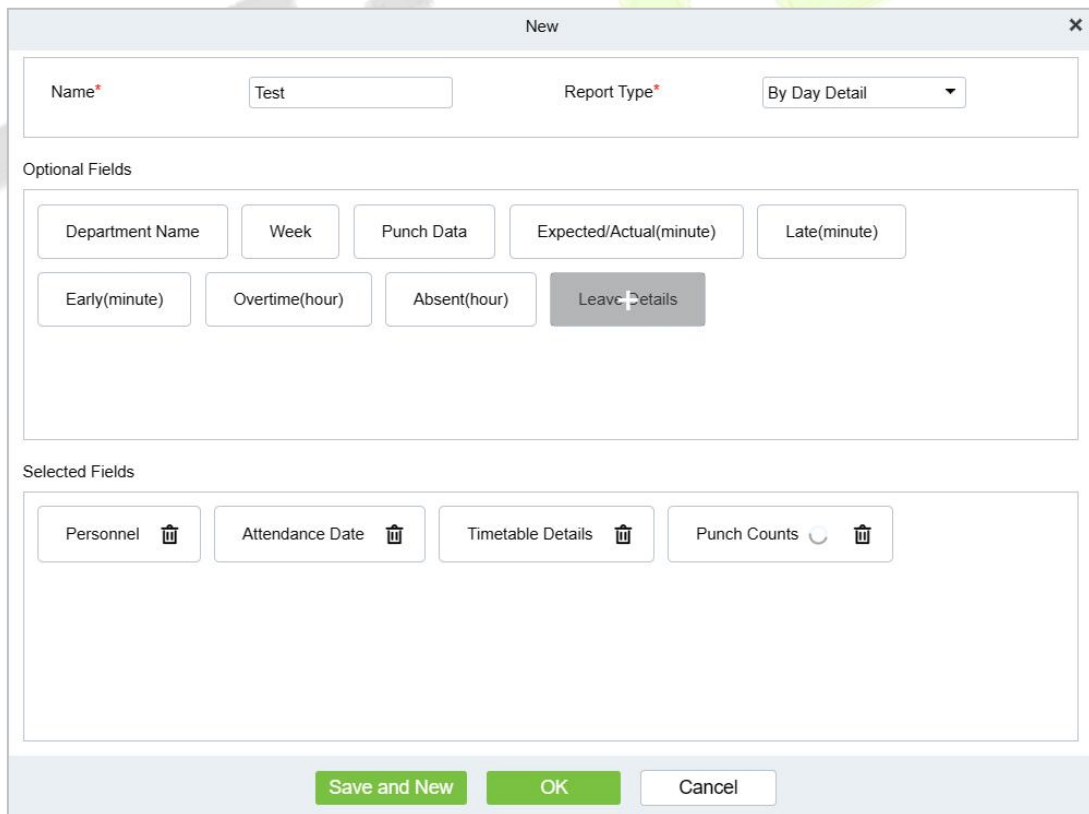 New
Name* Test Report Type* By Day Detail
Optional Fields
Department Name Week Punch Data Expected/Actual(minute) Late(minute)
Early(minute) Overtime(hour) Absent(hour) Leave Details
Selected Fields
Personnel Attendance Date Timetable Details Punch Counts
Save and New OK Cancel